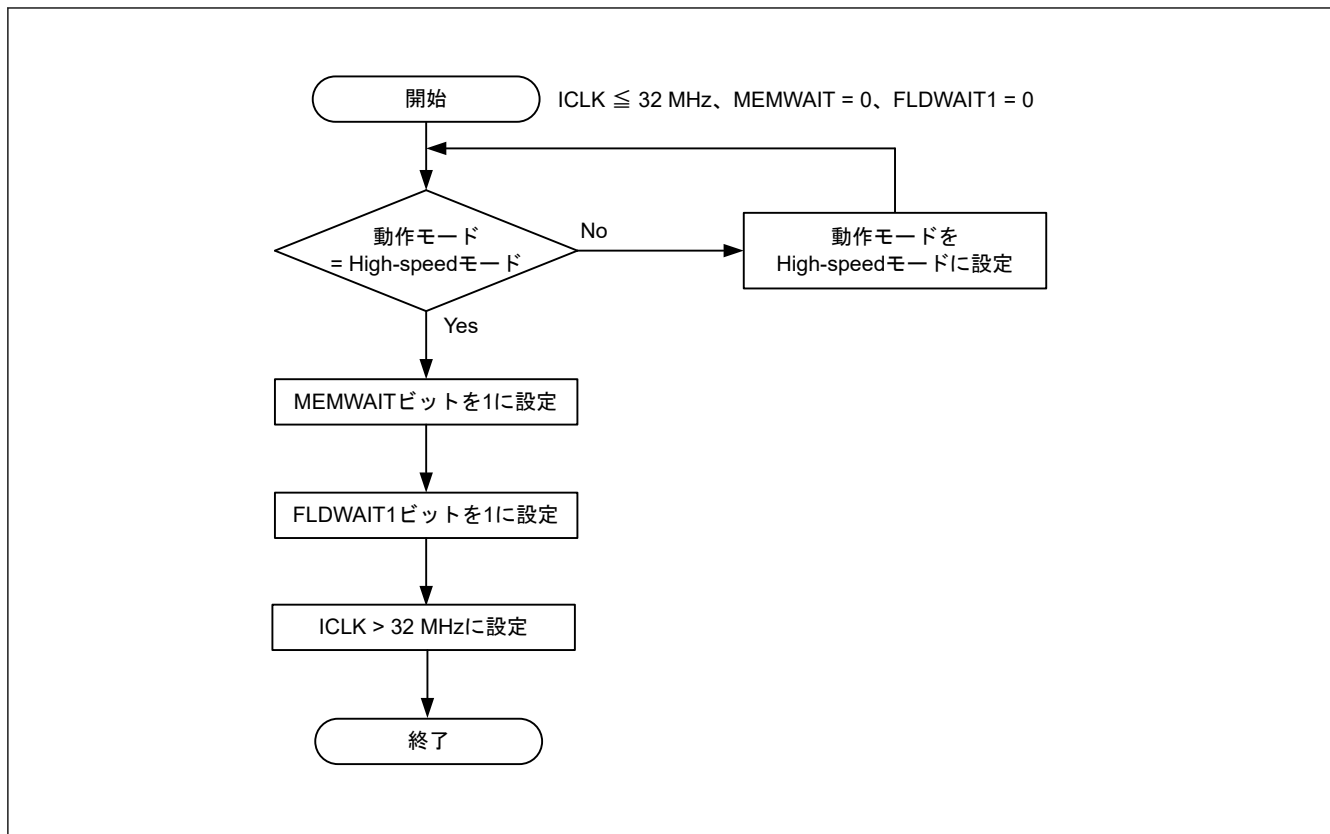 開始
ICLK ≦ 32 MHz、MEMWAIT = 0、FLDWAIT1 = 0
動作モード
= High-speedモード
No
動作モードを
High-speedモードに設定
Yes
MEMWAITビットを1に設定
FLDWAIT1ビットを1に設定
ICLK > 32 MHzに設定
終了